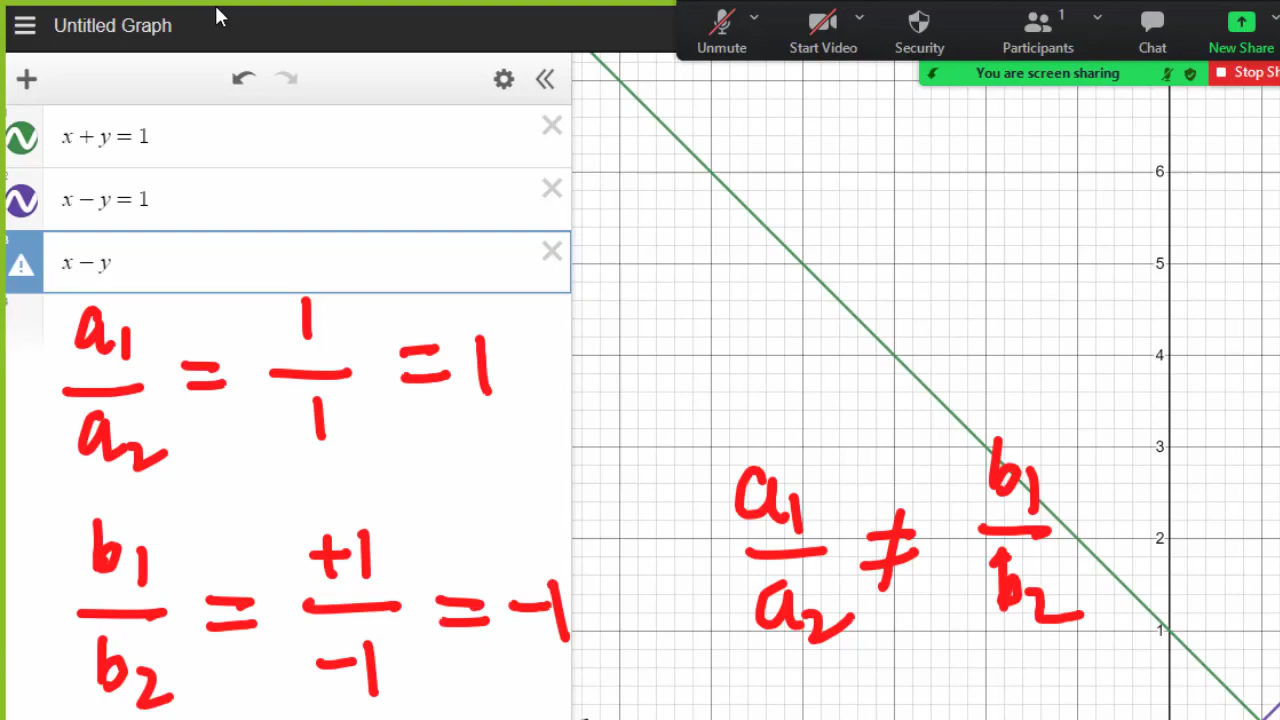 Untitled Graph
Unmute
Start Video
Security
Participants
1
Chat
New Share
You are screen sharing
x + y = 1
x − y = 1
x − y
a1/a2 = 1/1 = 1
b1/b2 = +1/−1 = −1
a1/a2 ≠ b1/b2
6
5
4
3
2
1